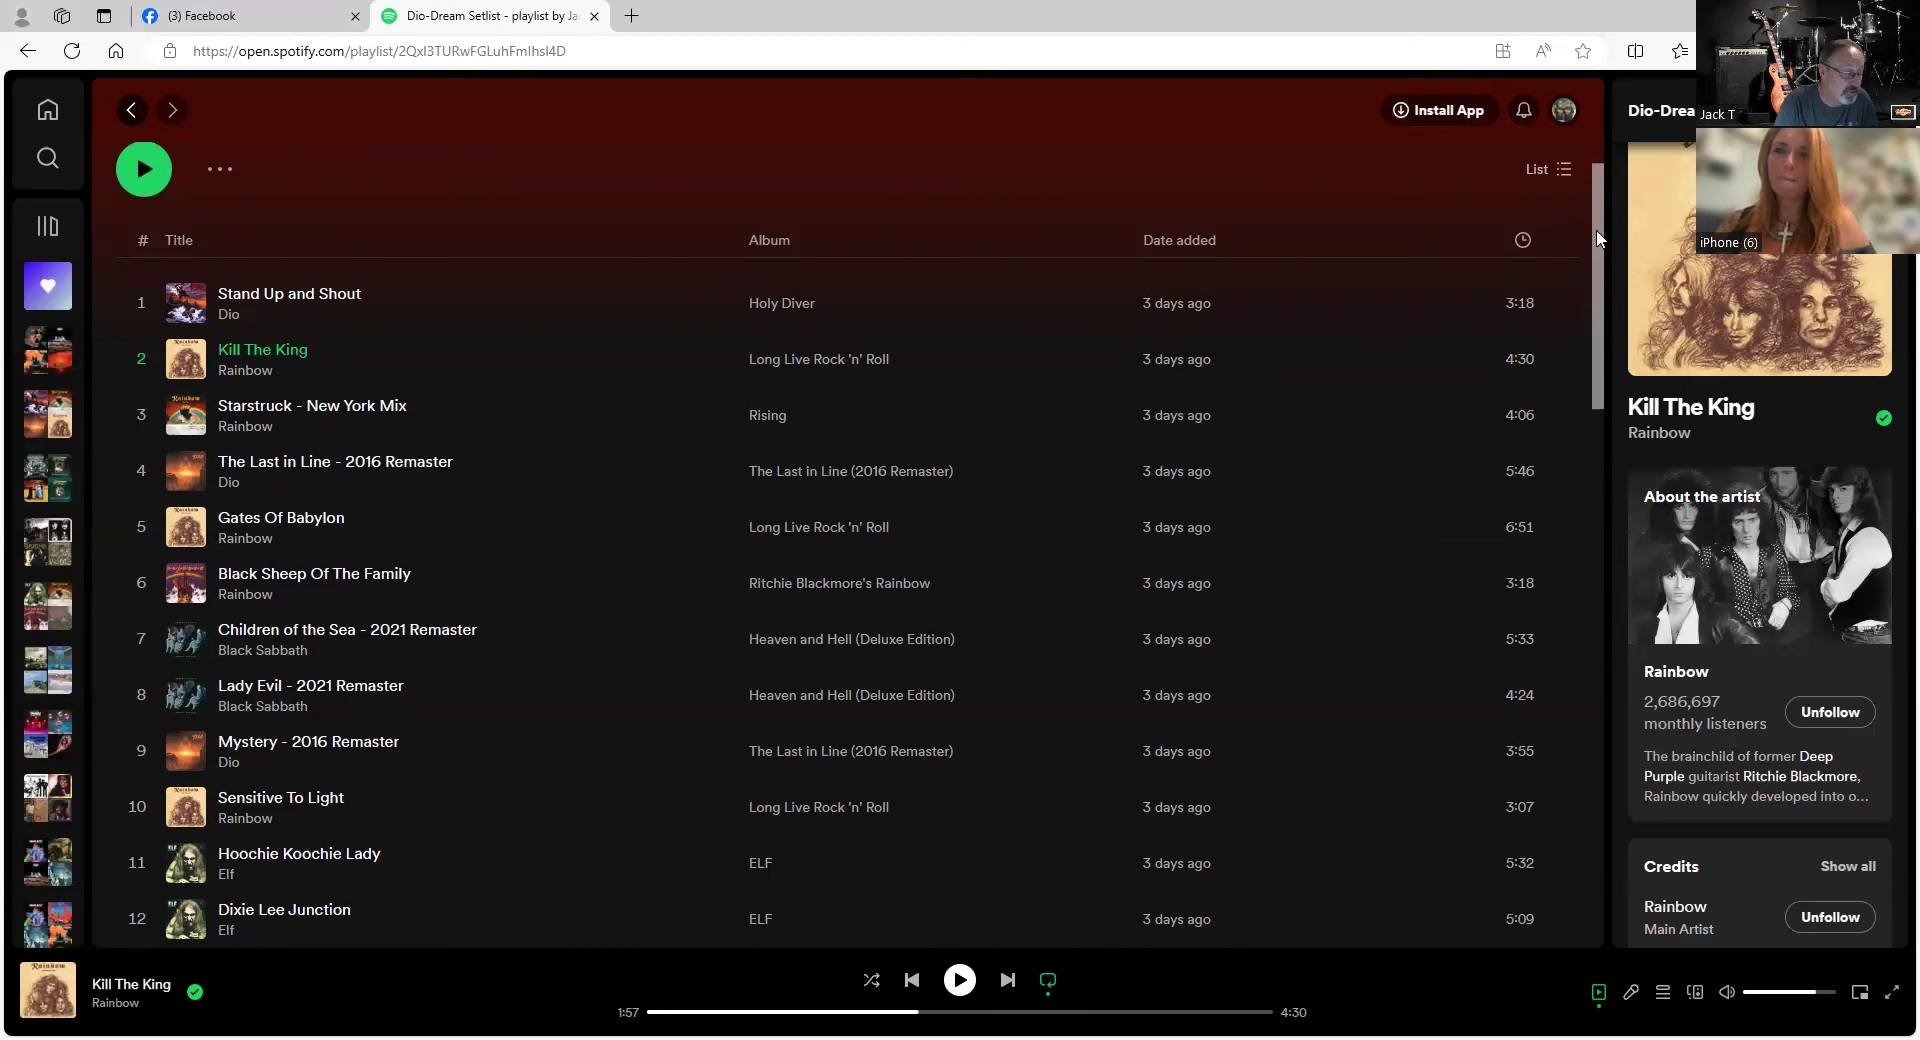 (3) Facebook
Dio-Dream Setlist - playlist by Ja
https://open.spotify.com/playlist/2QxI3TURwFGLuhFmIhsI4D
Install App
List
# Title Album Date added
1 Stand Up and Shout Holy Diver 3 days ago 3:18
Dio
2 Kill The King Long Live Rock 'n' Roll 3 days ago 4:30
Rainbow
3 Starstruck - New York Mix Rising 3 days ago 4:06
Rainbow
4 The Last in Line - 2016 Remaster The Last in Line (2016 Remaster) 3 days ago 5:46
Dio
5 Gates Of Babylon Long Live Rock 'n' Roll 3 days ago 6:51
Rainbow
6 Black Sheep Of The Family Ritchie Blackmore's Rainbow 3 days ago 3:18
Rainbow
7 Children of the Sea - 2021 Remaster Heaven and Hell (Deluxe Edition) 3 days ago 5:33
Black Sabbath
8 Lady Evil - 2021 Remaster Heaven and Hell (Deluxe Edition) 3 days ago 4:24
Black Sabbath
9 Mystery - 2016 Remaster The Last in Line (2016 Remaster) 3 days ago 3:55
Dio
10 Sensitive To Light Long Live Rock 'n' Roll 3 days ago 3:07
Rainbow
11 Hoochie Koochie Lady ELF 3 days ago 5:32
Elf
12 Dixie Lee Junction ELF 3 days ago 5:09
Elf
Dio-Drea
Jack T
iPhone (6)
Kill The King
Rainbow
About the artist
Rainbow
2,686,697
monthly listeners
Unfollow
The brainchild of former Deep
Purple guitarist Ritchie Blackmore,
Rainbow quickly developed into o...
Credits Show all
Rainbow
Main Artist
Unfollow
Kill The King
Rainbow
1:57 4:30